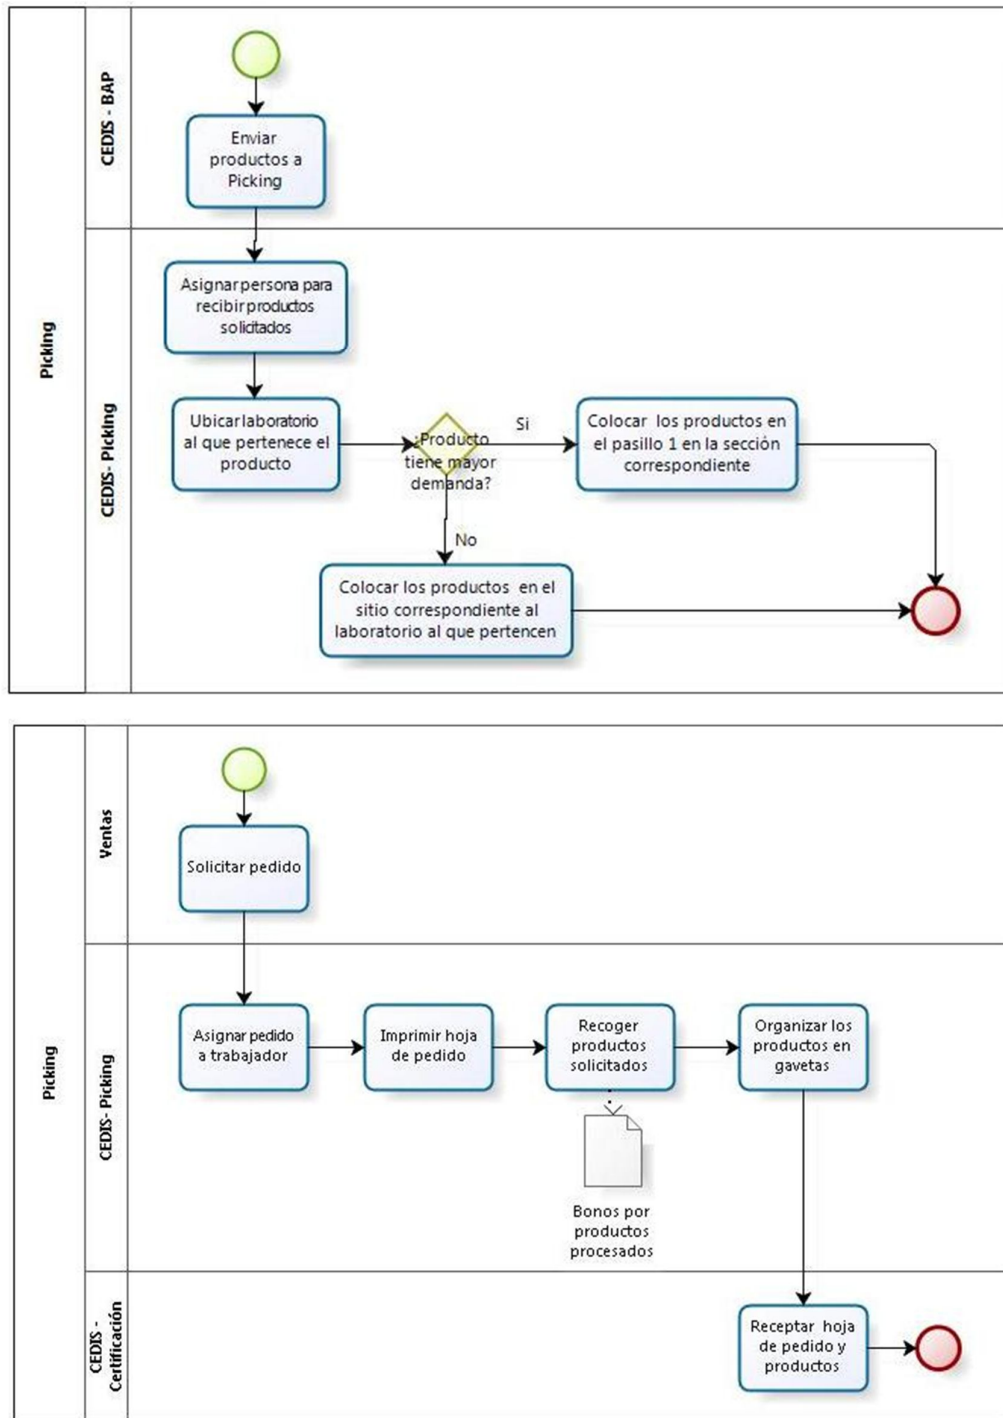 Picking
CEDIS - BAP
Enviar
productos a
Picking
CEDIS- Picking
Asignar persona para
recibir productos
solicitados
Ubicar laboratorio
al que pertenece el
producto
¿Producto
tiene mayor
demanda?
Si
Colocar los productos en
el pasillo 1 en la sección
correspondiente
No
Colocar los productos en el
sitio correspondiente al
laboratorio al que pertencen
Picking
Ventas
Solicitar pedido
CEDIS- Picking
Asignar pedido
a trabajador
Imprimir hoja
de pedido
Recoger
productos
solicitados
Organizar los
productos en
gavetas
Bonos por
productos
procesados
CEDIS -
Certificación
Receptar hoja
de pedido y
productos